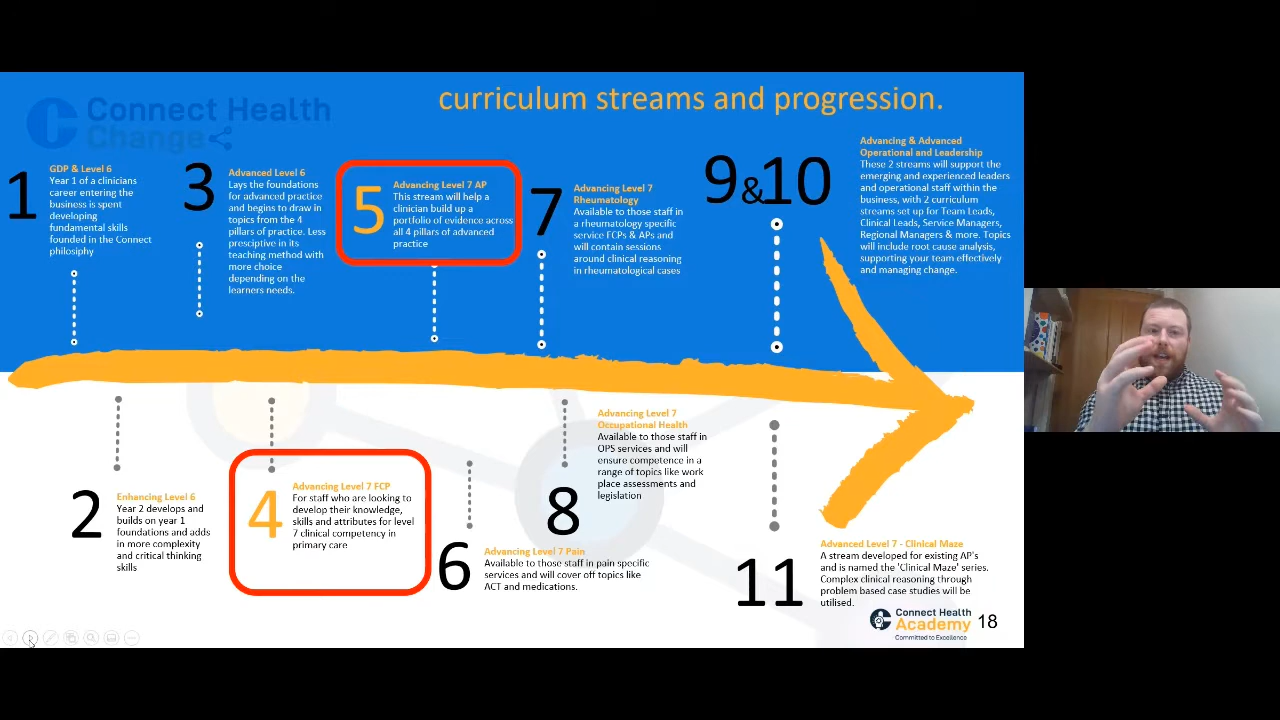 Connect Health
Change
curriculum streams and progression.
1
GDP & Level 6
Year 1 of a clinicians
career entering the
business is spent
developing
fundamental skills
founded in the Connect
philosiphy
3
Advanced Level 6
Lays the foundations
for advanced practice
and begins to draw in
topics from the 4
pillars of practice. Less
presciptive in its
teaching method with
more choice
depending on the
learners needs.
5
Advancing Level 7 AP
This stream will help a
clinician build up a
portfolio of evidence across
all 4 pillars of advanced
practice
7
Advancing Level 7
Rheumatology
Available to those staff in
a rheumatology specific
service FCPs & APs and
will contain sessions
around clinical reasoning
in rheumatological cases
9&10
Advancing & Advanced
Operational and Leadership
These 2 streams will support the
emerging and experienced leaders
and operational staff within the
business, with 2 curriculum
streams set up for Team Leads,
Clinical Leads, Service Managers,
Regional Managers & more. Topics
will include root cause analysis,
supporting your team effectively
and managing change.
2
Enhancing Level 6
Year 2 develops and
builds on year 1
foundations and adds
in more complexity
and critical thinking
skills
4
Advancing Level 7 FCP
For staff who are looking to
develop their knowledge,
skills and attributes for level
7 clinical competency in
primary care
6
Advancing Level 7 Pain
Available to those staff in pain specific
services and will cover off topics like
ACT and medications.
8
Advancing Level 7
Occupational Health
Available to those staff in
OPS services and will
ensure competence in a
range of topics like work
place assessments and
legislation
11
Advanced Level 7 - Clinical Maze
A stream developed for existing AP's
and is named the 'Clinical Maze' series.
Complex clinical reasoning through
problem based case studies will be
utilised.
Connect Health
Academy
Committed to Excellence
18